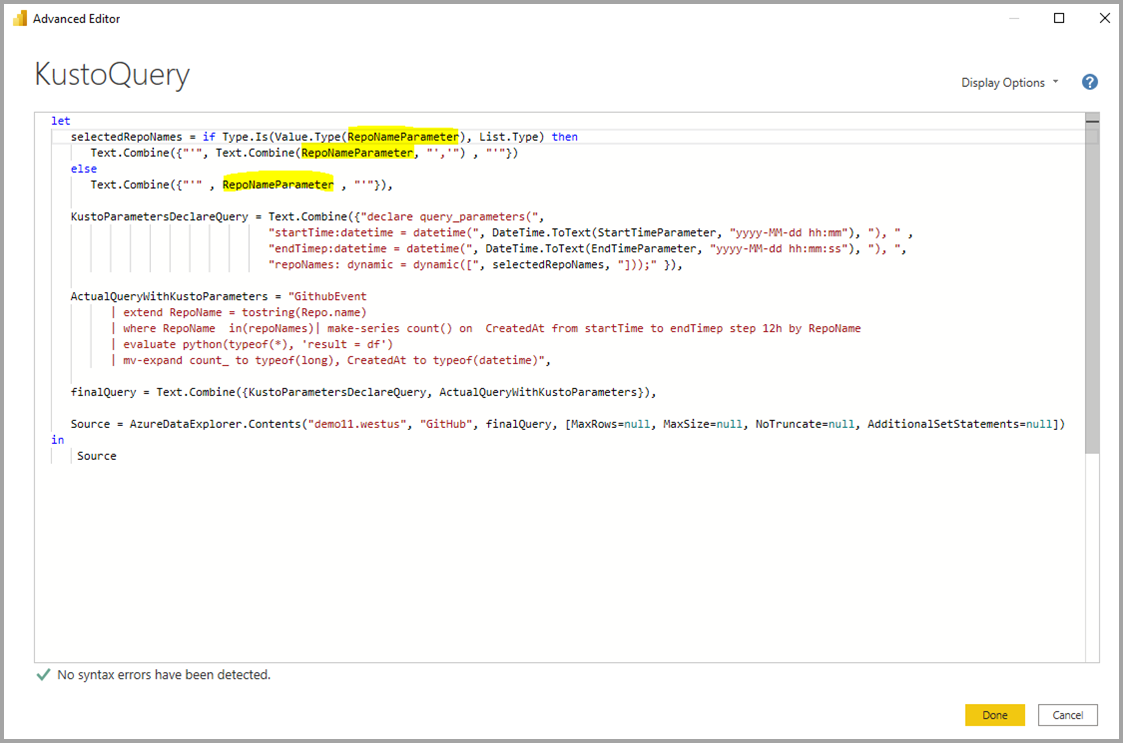 Advanced Editor
KustoQuery
Display Options
?
let
selectedRepoNames = if Type.Is(Value.Type(RepoNameParameter), List.Type) then
Text.Combine({"'", Text.Combine(RepoNameParameter, "','") , "'"})
else
Text.Combine({"'" , RepoNameParameter , "'"}),
KustoParametersDeclareQuery = Text.Combine({"declare query_parameters(",
"startTime:datetime = datetime(", DateTime.ToText(StartTimeParameter, "yyyy-MM-dd hh:mm"), "), " ,
"endTimep:datetime = datetime(", DateTime.ToText(EndTimeParameter, "yyyy-MM-dd hh:mm:ss"), "), ",
"repoNames: dynamic = dynamic([", selectedRepoNames, "]));" }),
ActualQueryWithKustoParameters = "GithubEvent
| extend RepoName = tostring(Repo.name)
| where RepoName  in(repoNames)| make-series count() on  CreatedAt from startTime to endTimep step 12h by RepoName
| evaluate python(typeof(*), 'result = df')
| mv-expand count_ to typeof(long), CreatedAt to typeof(datetime)",
finalQuery = Text.Combine({KustoParametersDeclareQuery, ActualQueryWithKustoParameters}),
Source = AzureDataExplorer.Contents("demo11.westus", "GitHub", finalQuery, [MaxRows=null, MaxSize=null, NoTruncate=null, AdditionalSetStatements=null])
in
Source
No syntax errors have been detected.
Done
Cancel